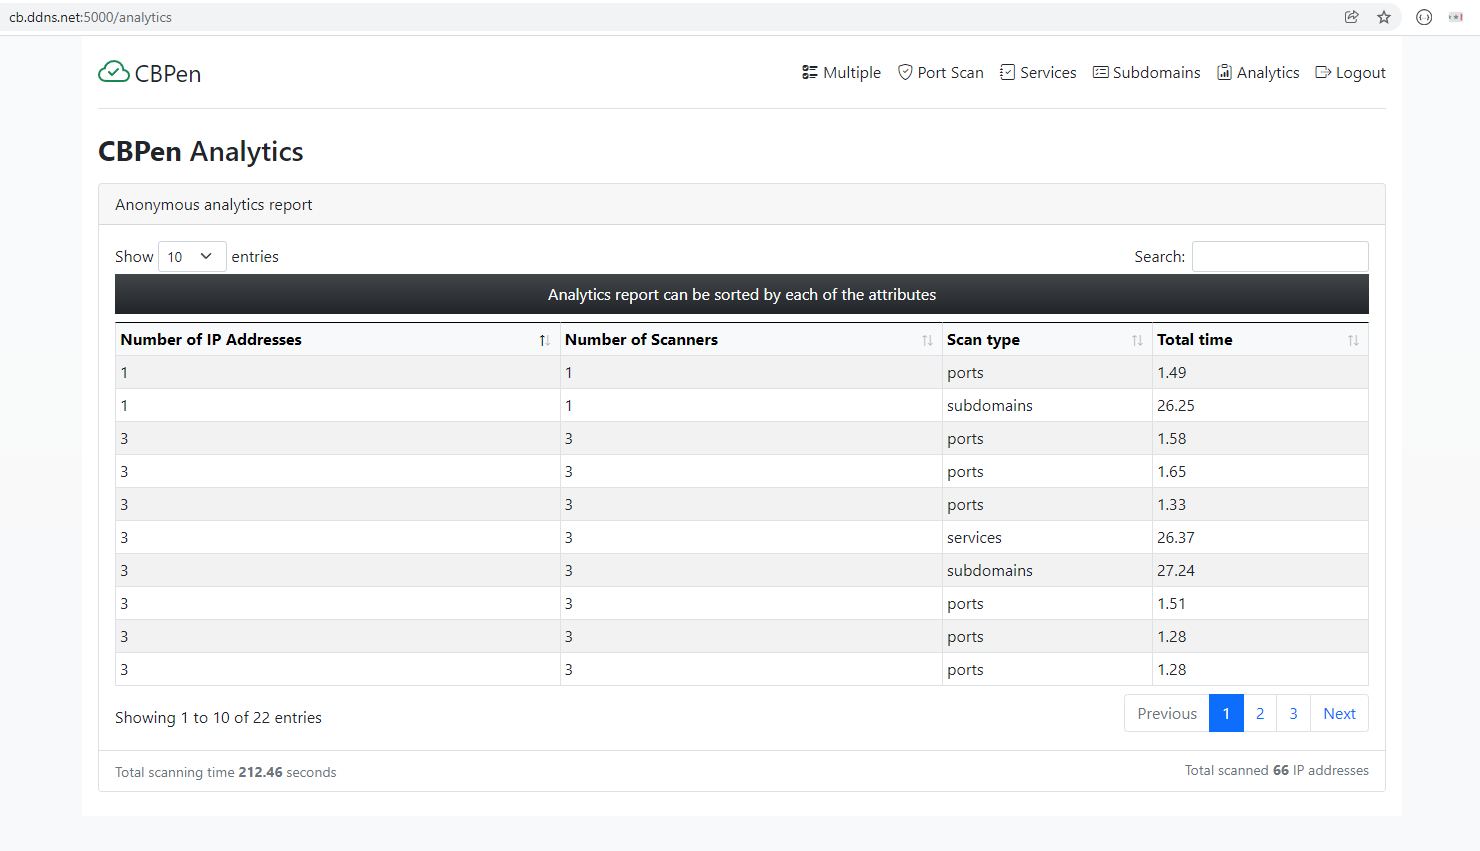 cb.ddns.net:5000/analytics
CBPen Multiple Port Scan Services Subdomains Analytics Logout
CBPen Analytics
Anonymous analytics report
Show 10 entries Search:
Analytics report can be sorted by each of the attributes
Number of IP Addresses Number of Scanners Scan type Total time
1 1 ports 1.49
1 1 subdomains 26.25
3 3 ports 1.58
3 3 ports 1.65
3 3 ports 1.33
3 3 services 26.37
3 3 subdomains 27.24
3 3 ports 1.51
3 3 ports 1.28
3 3 ports 1.28
Showing 1 to 10 of 22 entries Previous 1 2 3 Next
Total scanning time 212.46 seconds Total scanned 66 IP addresses